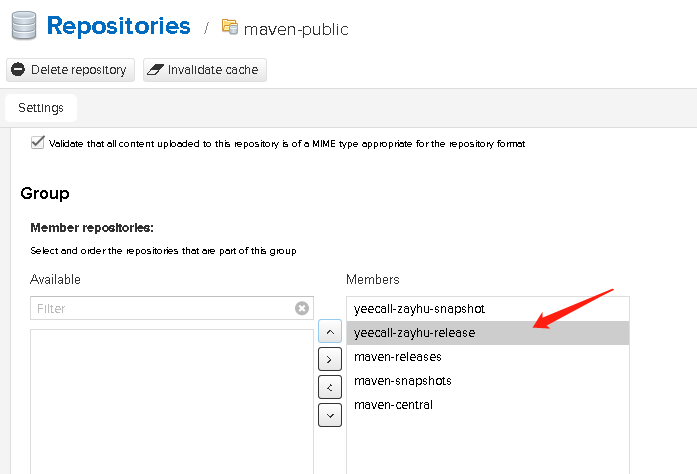 Repositories / maven-public
Delete repository Invalidate cache
Settings
Validate that all content uploaded to this repository is of a MIME type appropriate for the repository format
Group
Member repositories:
Select and order the repositories that are part of this group
Available
Filter
Members
yeecall-zayhu-snapshot
yeecall-zayhu-release
maven-releases
maven-snapshots
maven-central